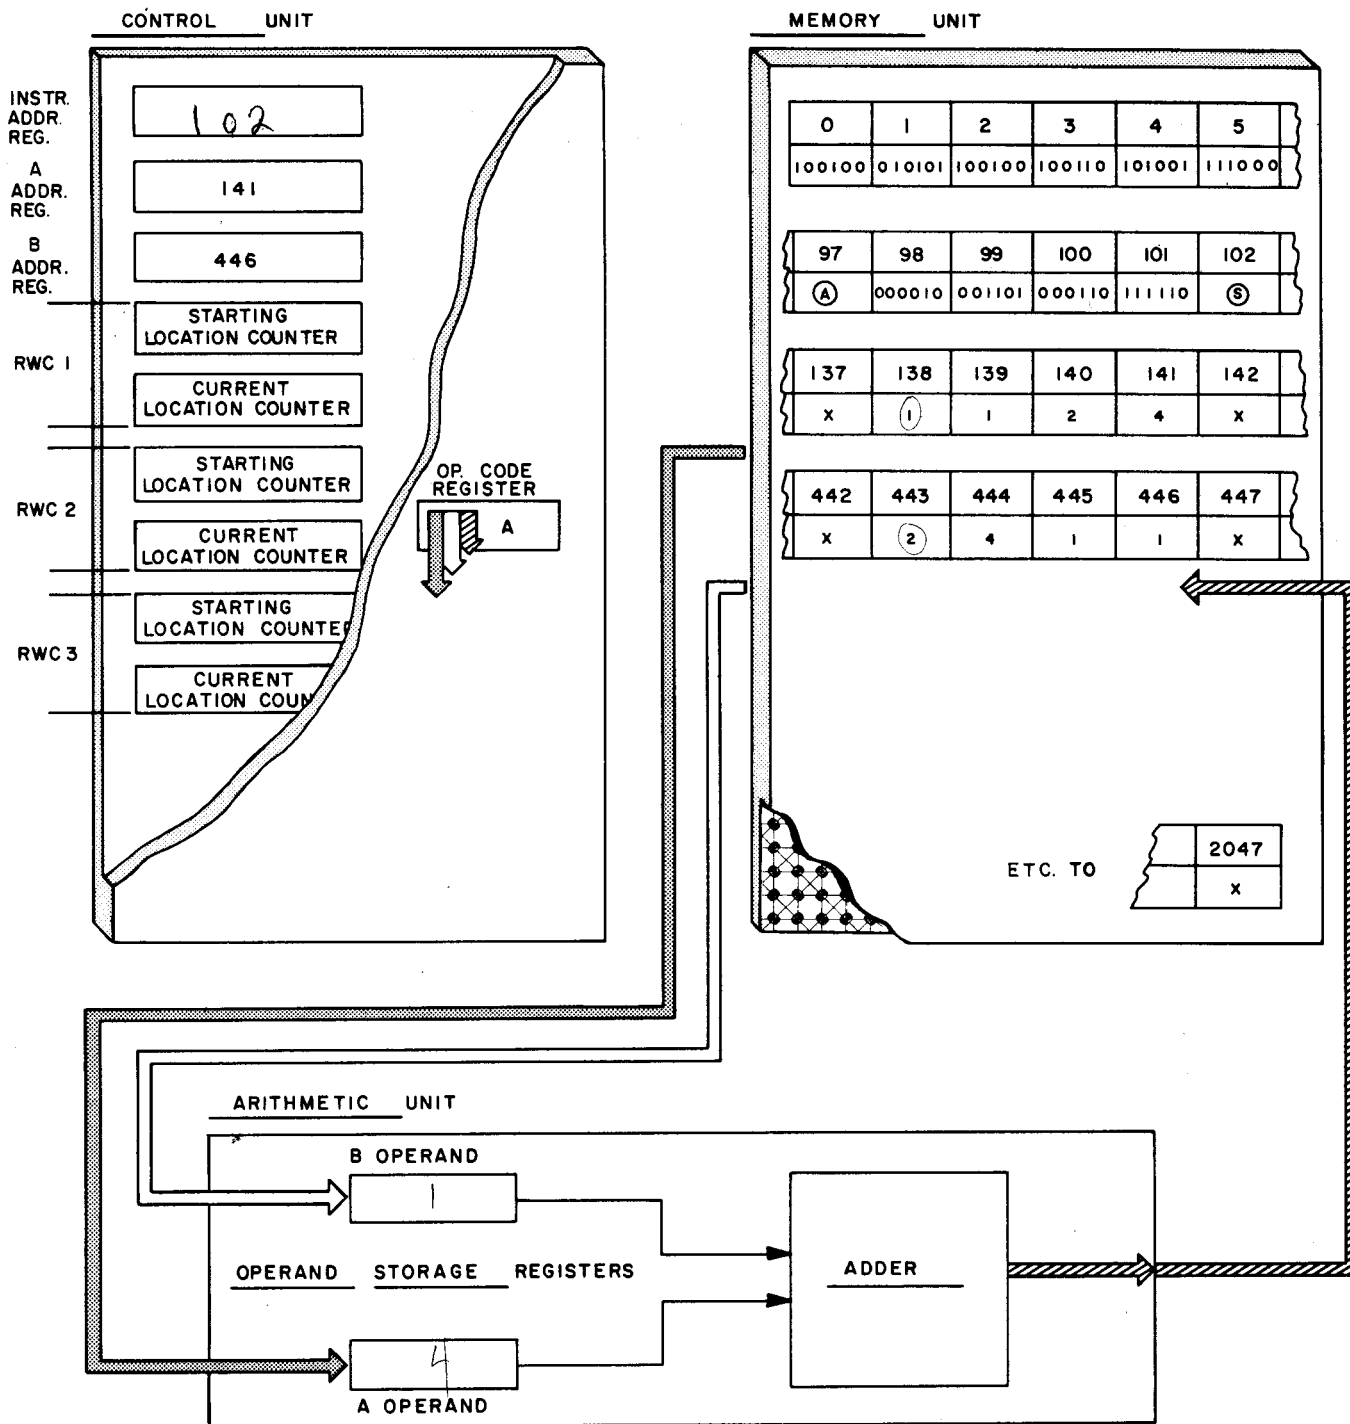 CONTROL UNIT
INSTR. ADDR. REG.
102
A ADDR. REG.
141
B ADDR. REG.
446
RWC 1
STARTING LOCATION COUNTER
CURRENT LOCATION COUNTER
RWC 2
STARTING LOCATION COUNTER
CURRENT LOCATION COUNTER
RWC 3
STARTING LOCATION COUNTER
CURRENT LOCATION COUN
OP. CODE REGISTER
A
MEMORY UNIT
0 1 2 3 4 5
100100 010101 100100 100110 101001 111000
97 98 99 100 101 102
A 000010 001101 000110 111110 S
137 138 139 140 141 142
X 1 1 2 4 X
442 443 444 445 446 447
X 2 4 1 1 X
ETC. TO
2047
X
ARITHMETIC UNIT
B OPERAND
1
OPERAND STORAGE REGISTERS
ADDER
4
A OPERAND